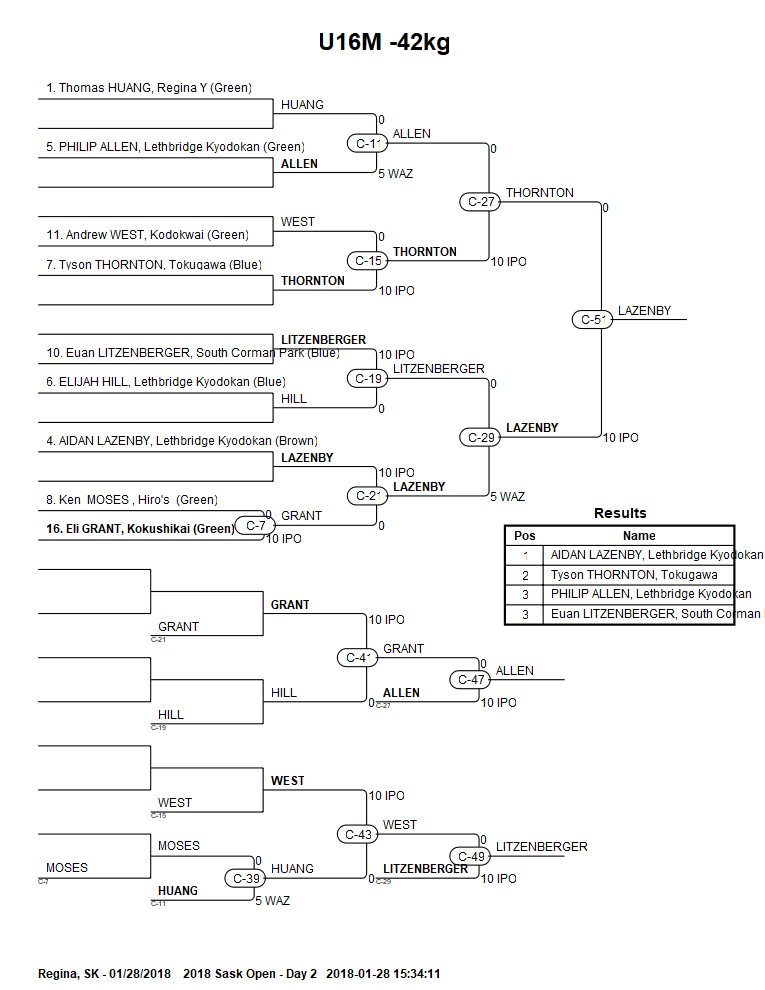 U16M -42kg
1. Thomas HUANG, Regina Y (Green)
HUANG
0
C-11
ALLEN
5. PHILIP ALLEN, Lethbridge Kyodokan (Green)
0
ALLEN
5 WAZ
C-27
THORNTON
0
11. Andrew WEST, Kodokwai (Green)
WEST
0
C-15
THORNTON
7. Tyson THORNTON, Tokugawa (Blue)
10 IPO
THORNTON
10 IPO
C-51
LAZENBY
10. Euan LITZENBERGER, South Corman Park (Blue)
LITZENBERGER
10 IPO
C-19
LITZENBERGER
6. ELIJAH HILL, Lethbridge Kyodokan (Blue)
0
HILL
0
C-29
LAZENBY
10 IPO
4. AIDAN LAZENBY, Lethbridge Kyodokan (Brown)
LAZENBY
10 IPO
C-21
LAZENBY
5 WAZ
8. Ken  MOSES , Hiro's  (Green)
0
C-7
GRANT
0
16. Eli GRANT, Kokushikai (Green)
10 IPO
Results
Pos Name
1 AIDAN LAZENBY, Lethbridge Kyodokan
2 Tyson THORNTON, Tokugawa
3 PHILIP ALLEN, Lethbridge Kyodokan
3 Euan LITZENBERGER, South Corman
GRANT
C-21
GRANT
10 IPO
C-41
GRANT
0
C-47
ALLEN
HILL
C-19
HILL
0
C-27
ALLEN
10 IPO
WEST
C-15
WEST
10 IPO
C-43
WEST
0
C-49
LITZENBERGER
MOSES
C-7
MOSES
0
C-39
HUANG
0
C-29
LITZENBERGER
10 IPO
HUANG
C-11
5 WAZ
Regina, SK - 01/28/2018    2018 Sask Open - Day 2   2018-01-28 15:34:11